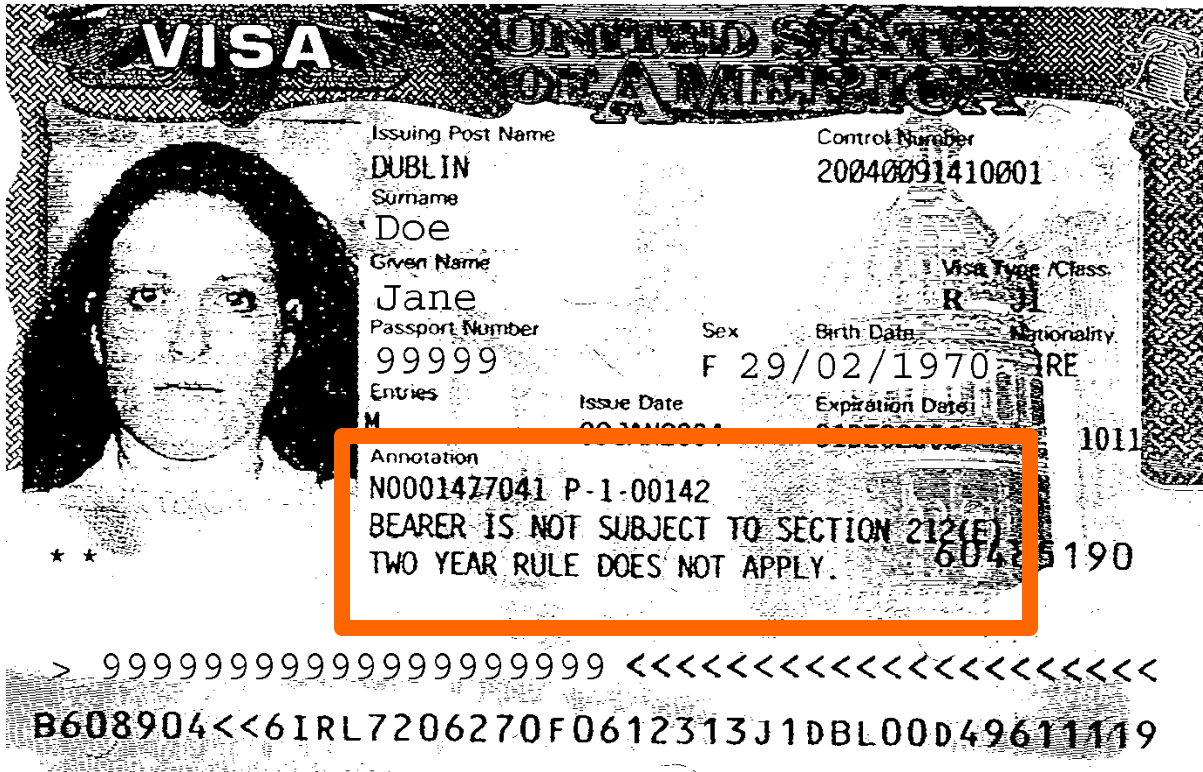 VISA UNITED STATES
OF AMERICA
Issuing Post Name Control Number
DUBLIN 20040091410001
Surname
Doe
Given Name Visa Type /Class
Jane R J1
Passport Number Sex Birth Date Nationality
99999 F 29/02/1970 IRE
Entries Issue Date Expiration Date
M 1011
Annotation
N0001477041 P-1-00142
BEARER IS NOT SUBJECT TO SECTION 212(E)
TWO YEAR RULE DOES NOT APPLY. 60485190
* *
> 99999999999999999999 <<<<<<<<<<<<<<<<<<<<<<
B608904<<6IRL7206270F0612313J1DBL00D49611119